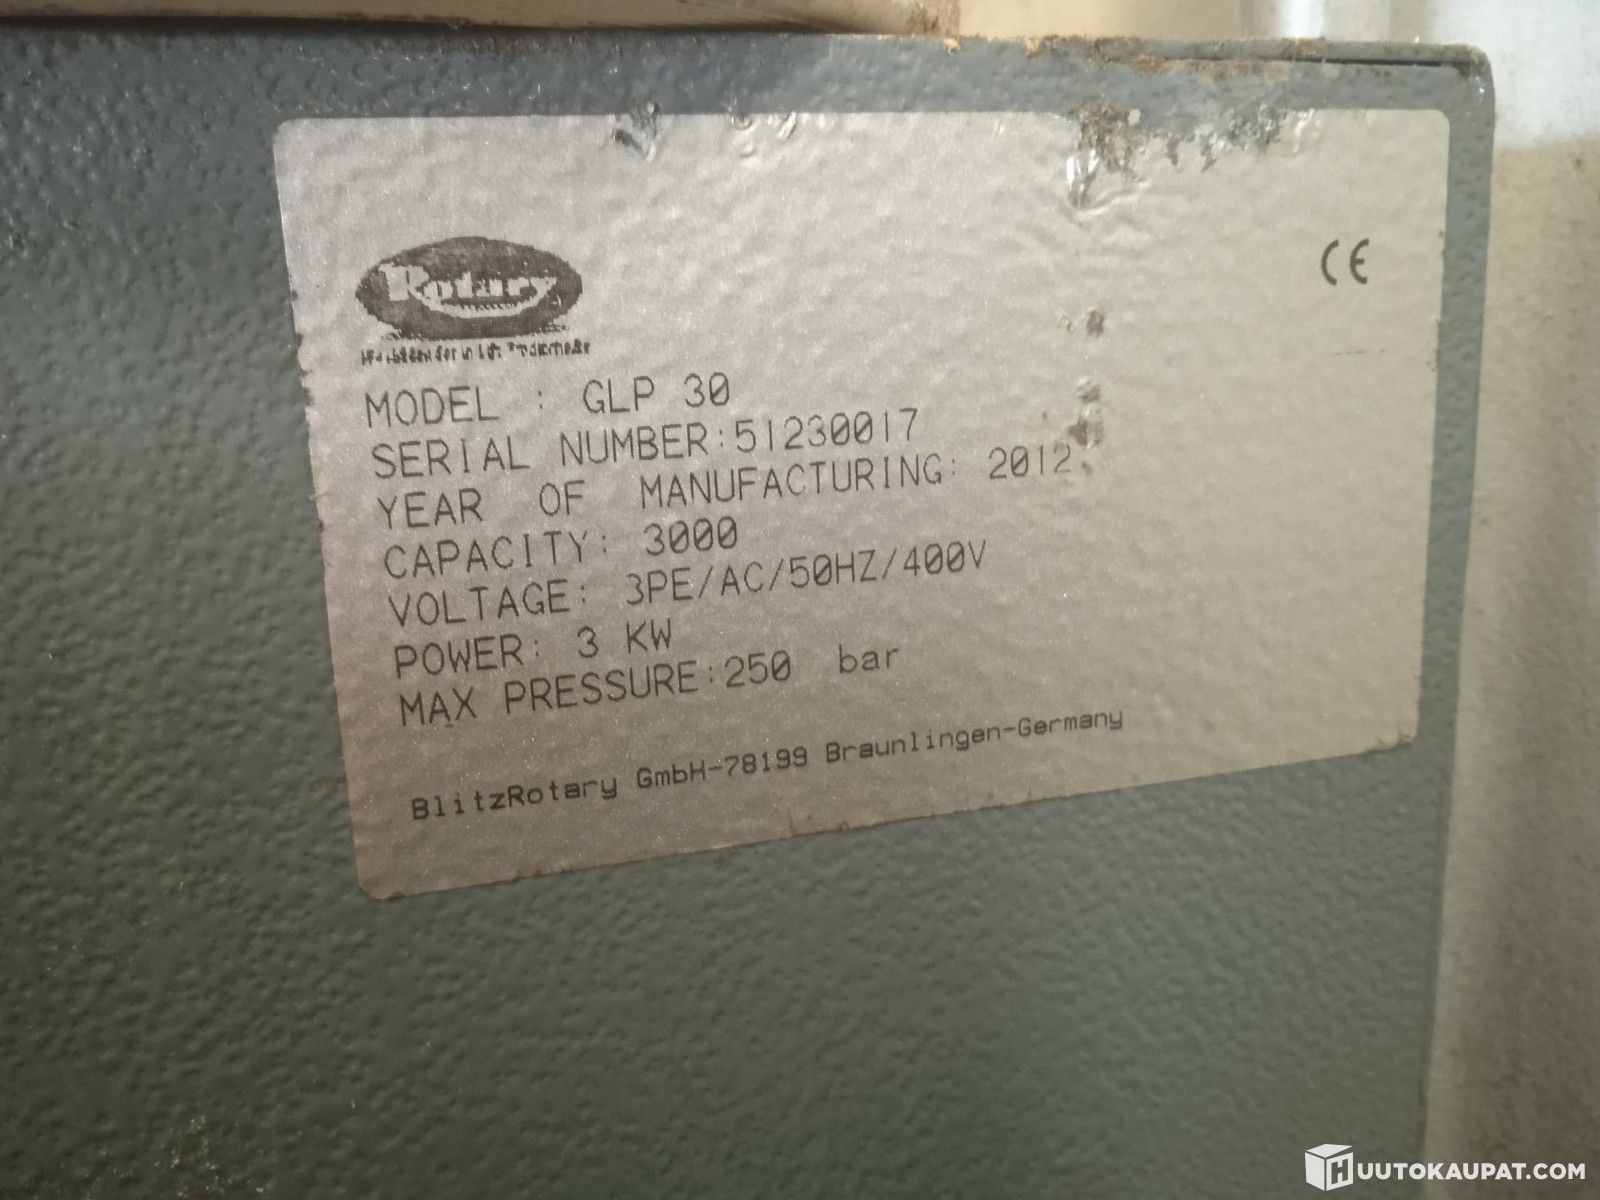 Rotary
CE
MODEL : GLP 30
SERIAL NUMBER:51230017
YEAR OF MANUFACTURING: 2012
CAPACITY: 3000
VOLTAGE: 3PE/AC/50HZ/400V
POWER: 3 KW
MAX PRESSURE:250 bar
BlitzRotary GmbH-78199 Braunlingen-Germany
HUUTOKAUPAT.COM